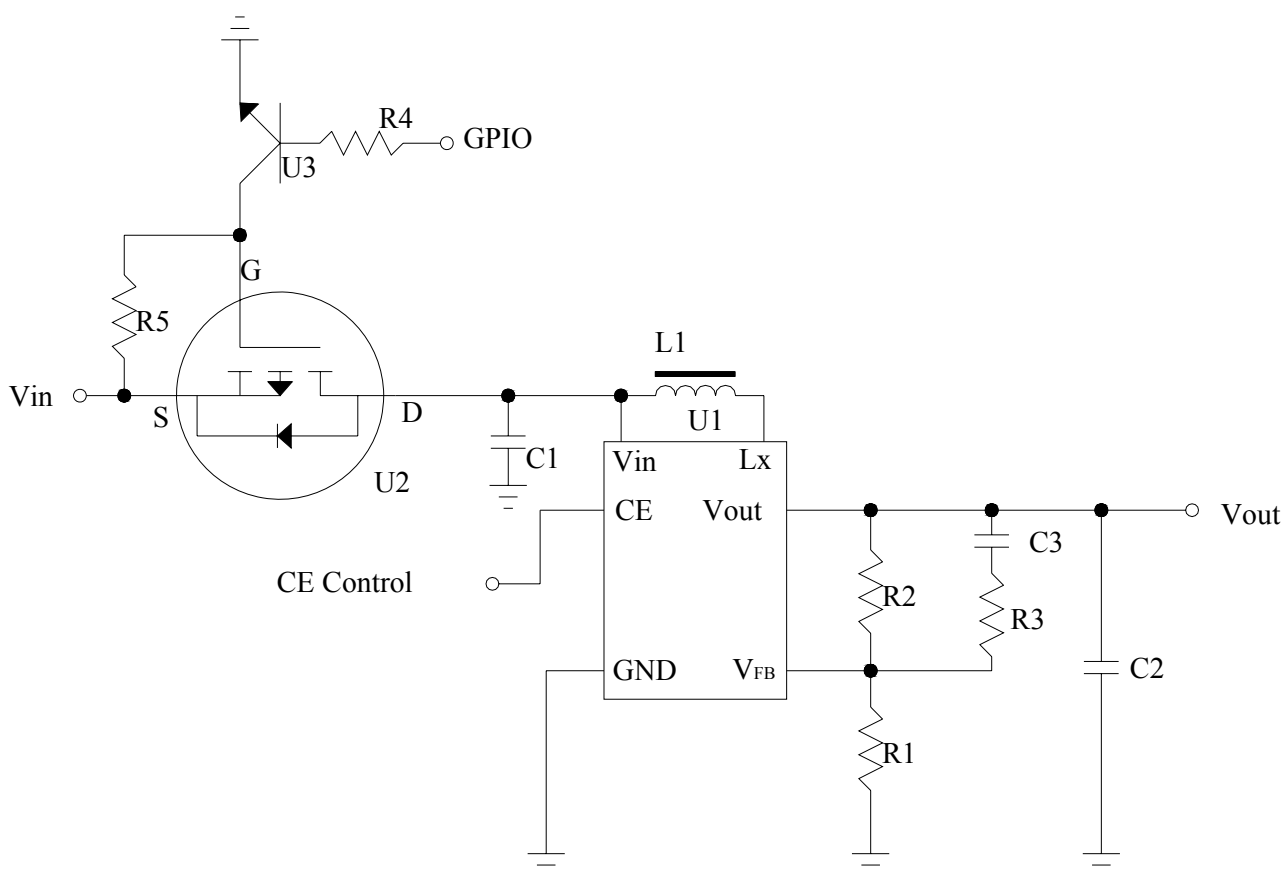 R4
GPIO
U3
G
R5
L1
Vin
S
D
U1
C1
Vin
Lx
U2
CE
Vout
Vout
C3
CE Control
R2
R3
GND
VFB
C2
R1